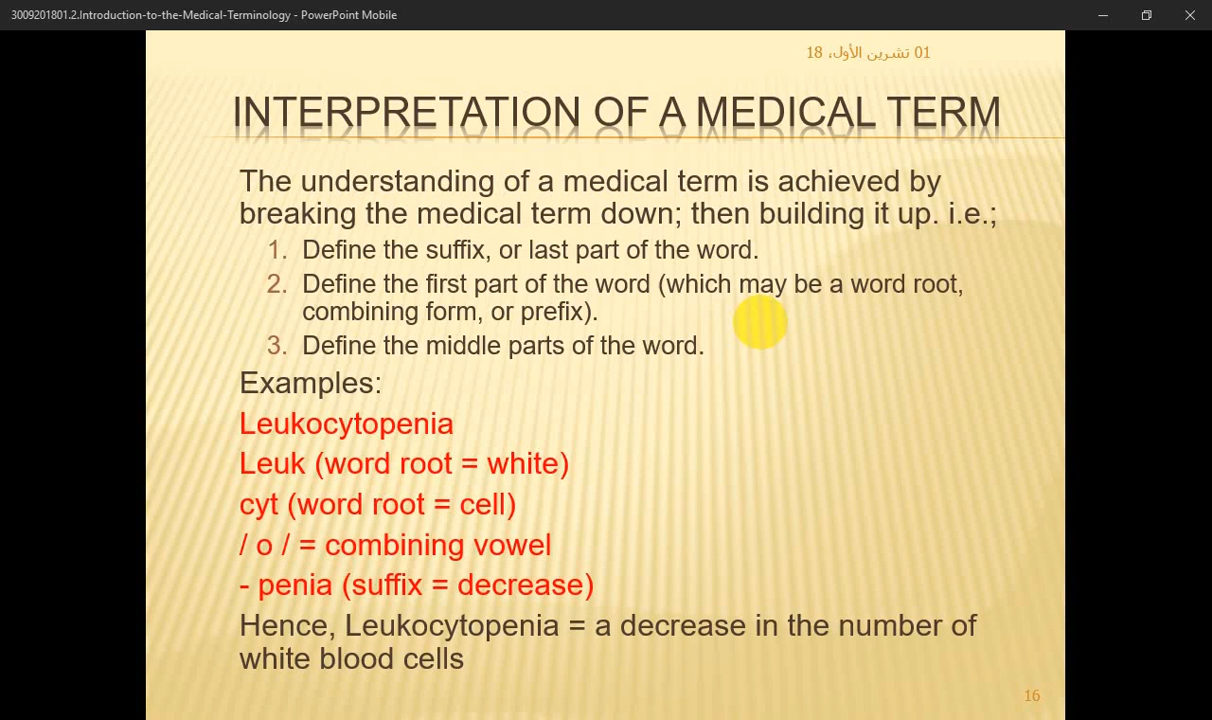 3009201801.2.Introduction-to-the-Medical-Terminology - PowerPoint Mobile
01 تشرين الأول، 18
INTERPRETATION OF A MEDICAL TERM
The understanding of a medical term is achieved by
breaking the medical term down; then building it up. i.e.;
1. Define the suffix, or last part of the word.
2. Define the first part of the word (which may be a word root,
combining form, or prefix).
3. Define the middle parts of the word.
Examples:
Leukocytopenia
Leuk (word root = white)
cyt (word root = cell)
/ o / = combining vowel
- penia (suffix = decrease)
Hence, Leukocytopenia = a decrease in the number of
white blood cells
16